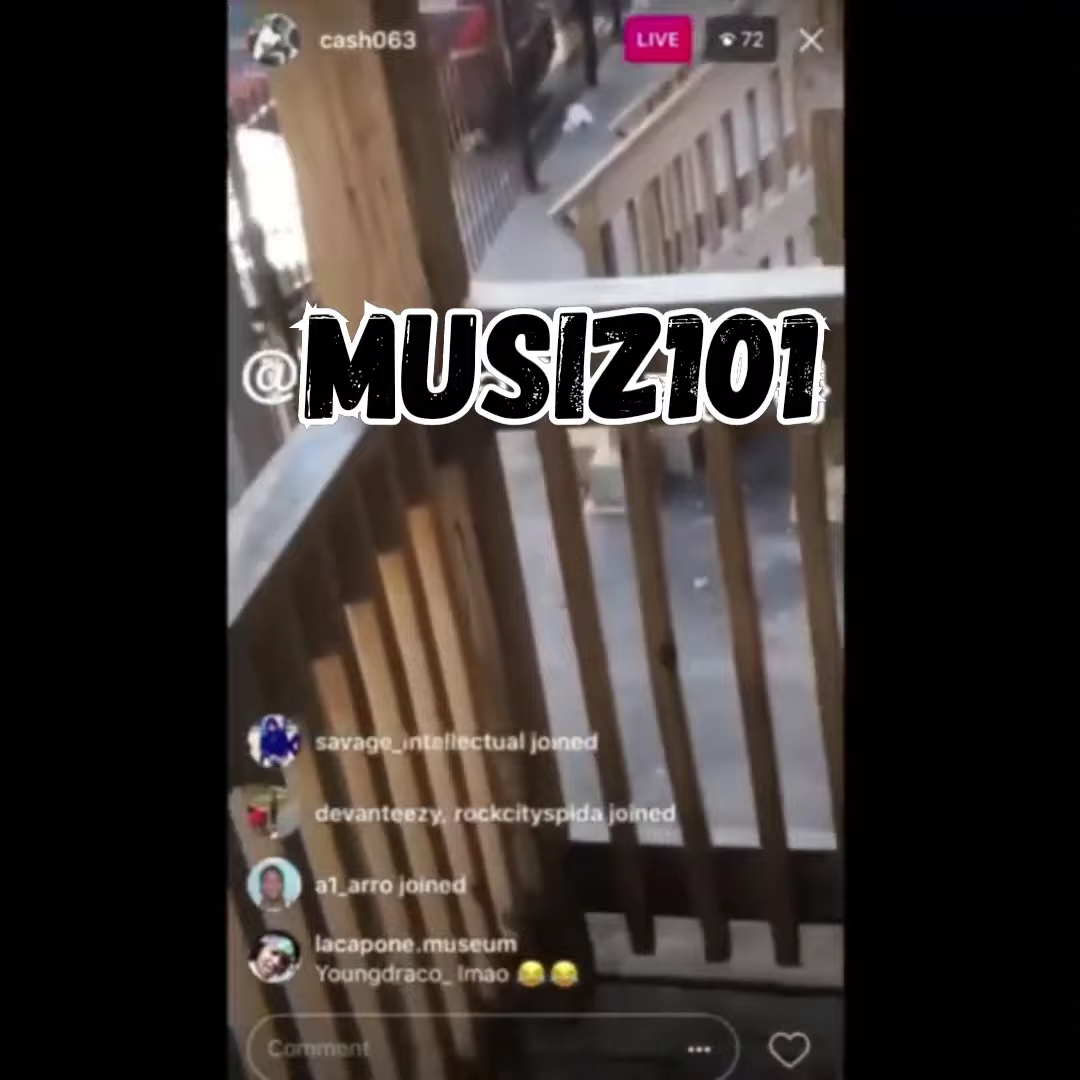 cash063
LIVE
72
@MUSIZ101
savage_intellectual joined
devanteezy, rockcityspida joined
a1_arro joined
lacapone.museum
Youngdraco_ lmao 😂😂
Comment